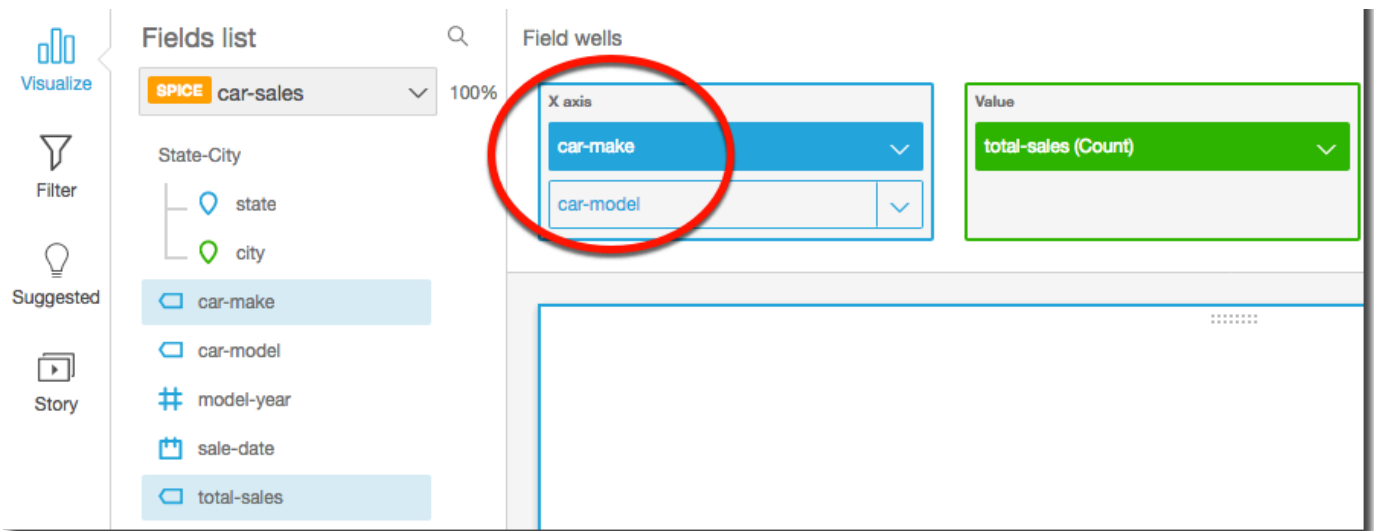 Visualize
Filter
Suggested
Story
Fields list
SPICE car-sales
100%
State-City
state
city
car-make
car-model
model-year
sale-date
total-sales
Field wells
X axis
car-make
car-model
Value
total-sales (Count)